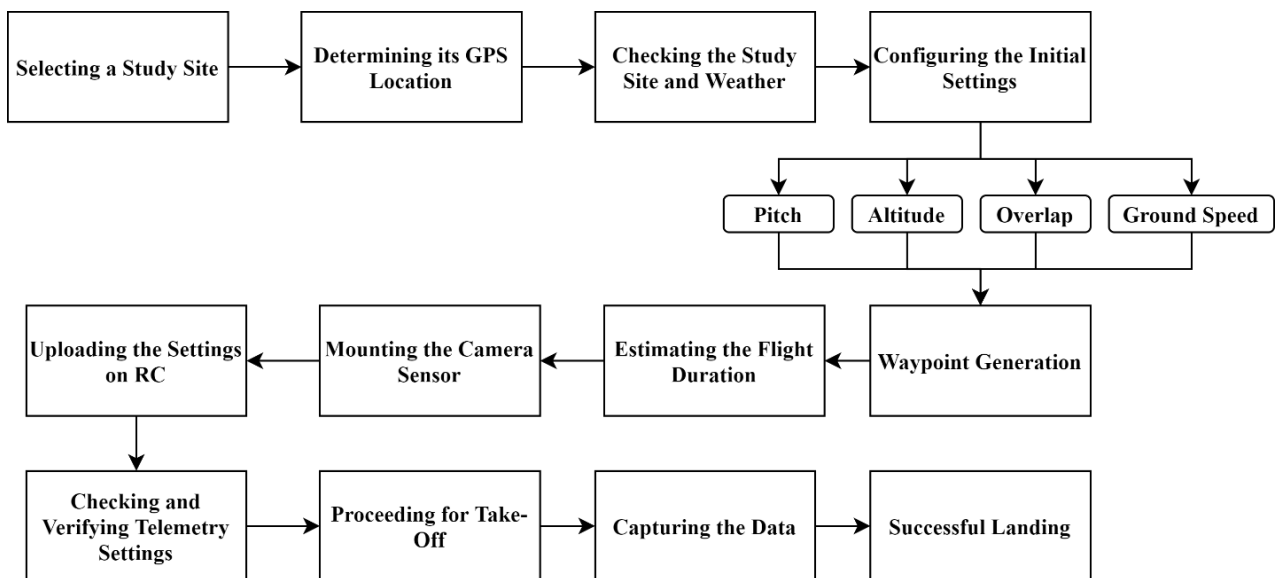 Selecting a Study Site
Determining its GPS
Location
Checking the Study
Site and Weather
Configuring the Initial
Settings
Pitch
Altitude
Overlap
Ground Speed
Waypoint Generation
Estimating the Flight
Duration
Mounting the Camera
Sensor
Uploading the Settings
on RC
Checking and
Verifying Telemetry
Settings
Proceeding for Take-
Off
Capturing the Data
Successful Landing